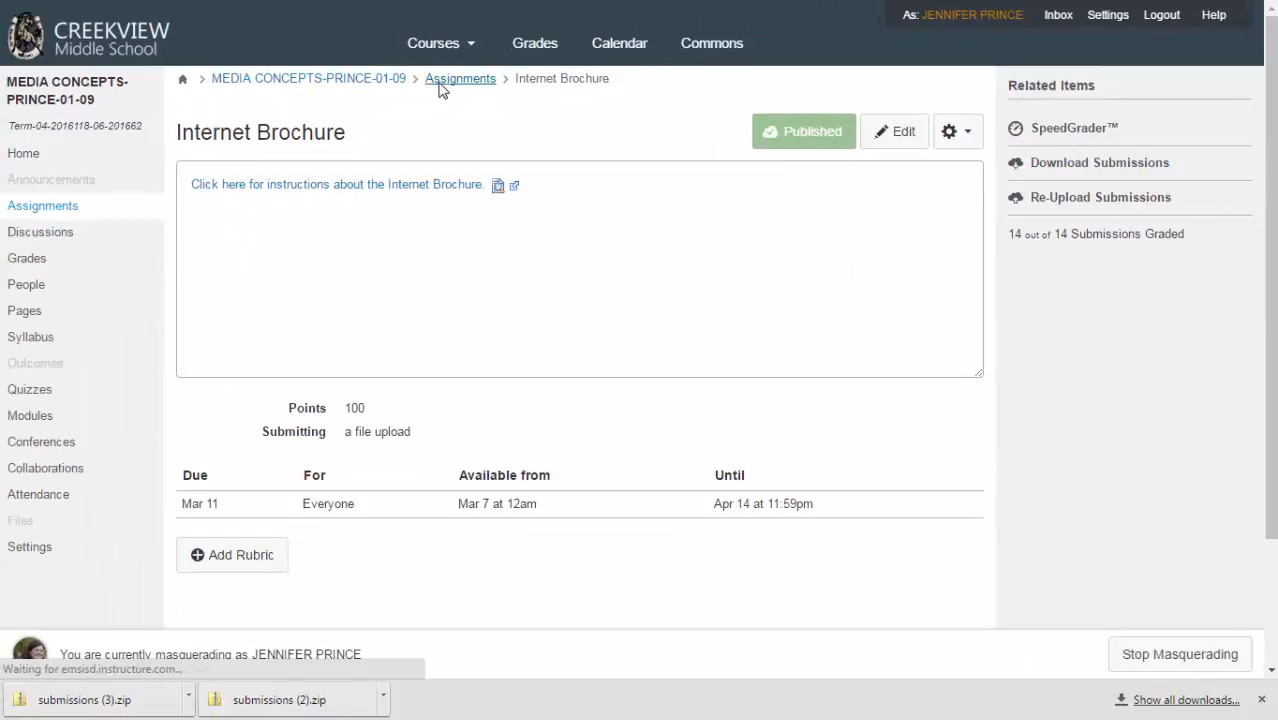 CREEKVIEW
Middle School
Courses
Grades
Calendar
Commons
As: JENNIFER PRINCE
Inbox
Settings
Logout
Help
MEDIA CONCEPTS-
PRINCE-01-09
Term-04-2016118-06-201662
Home
Announcements
Assignments
Discussions
Grades
People
Pages
Syllabus
Outcomes
Quizzes
Modules
Conferences
Collaborations
Attendance
Files
Settings
MEDIA CONCEPTS-PRINCE-01-09 > Assignments > Internet Brochure
Internet Brochure
Published
Edit
Click here for instructions about the Internet Brochure.
Points 100
Submitting a file upload
Due For Available from Until
Mar 11 Everyone Mar 7 at 12am Apr 14 at 11:59pm
Add Rubric
Related Items
SpeedGrader™
Download Submissions
Re-Upload Submissions
14 out of 14 Submissions Graded
You are currently masquerading as JENNIFER PRINCE
Stop Masquerading
Waiting for emsisd.instructure.com...
submissions (3).zip
submissions (2).zip
Show all downloads...